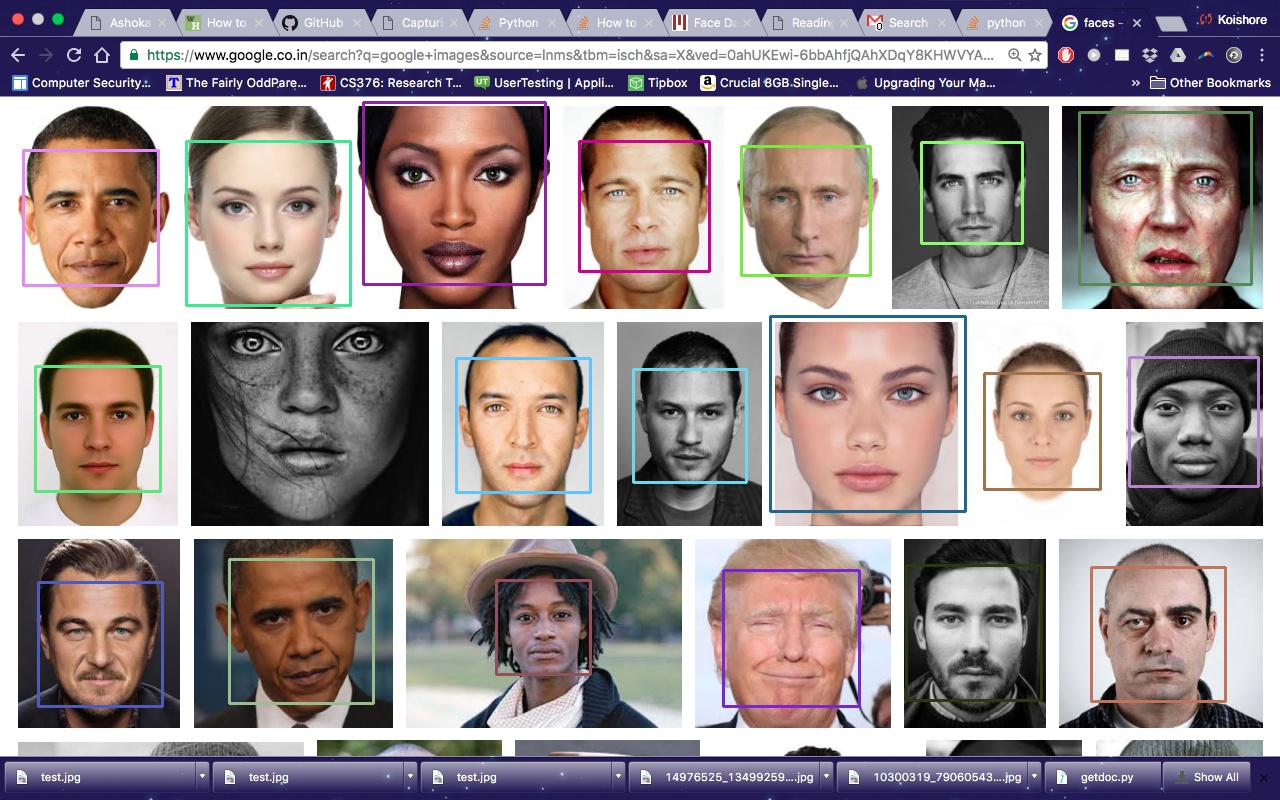 Ashoka
How to
GitHub
Capturi
Python
How to
Face Da
Reading
Search
python
faces -
Koishore
https://www.google.co.in/search?q=google+images&source=lnms&tbm=isch&sa=X&ved=0ahUKEwi-6bbAhfjQAhXDqY8KHWVYA...
Computer Security...
The Fairly OddPare...
CS376: Research T...
UserTesting | Appli...
Tipbox
Crucial 8GB Single...
Upgrading Your Ma...
»
Other Bookmarks
test.jpg
test.jpg
test.jpg
14976525_13499259....jpg
10300319_79060543....jpg
getdoc.py
Show All